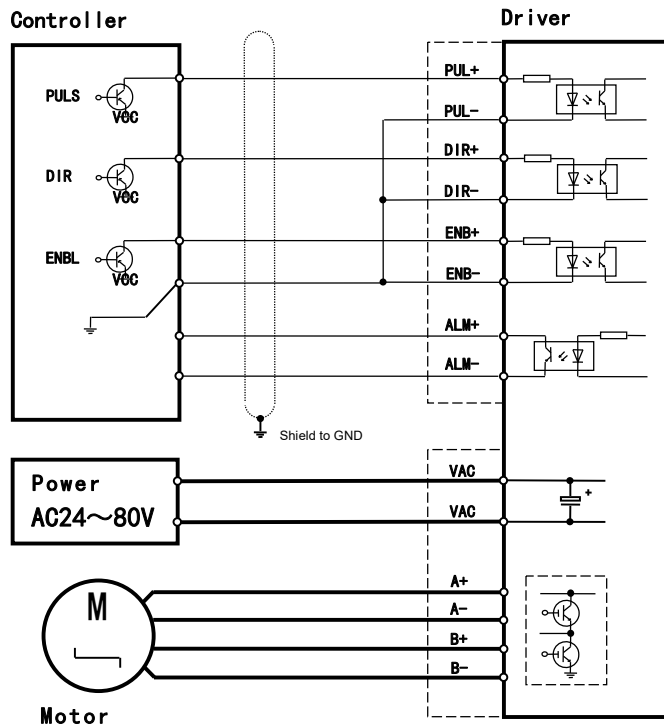 Controller
Driver
PULS
VCC
DIR
VCC
ENBL
VCC
PUL+
PUL-
DIR+
DIR-
ENB+
ENB-
ALM+
ALM-
Shield to GND
Power
AC24～80V
VAC
VAC
+
M
Motor
A+
A-
B+
B-